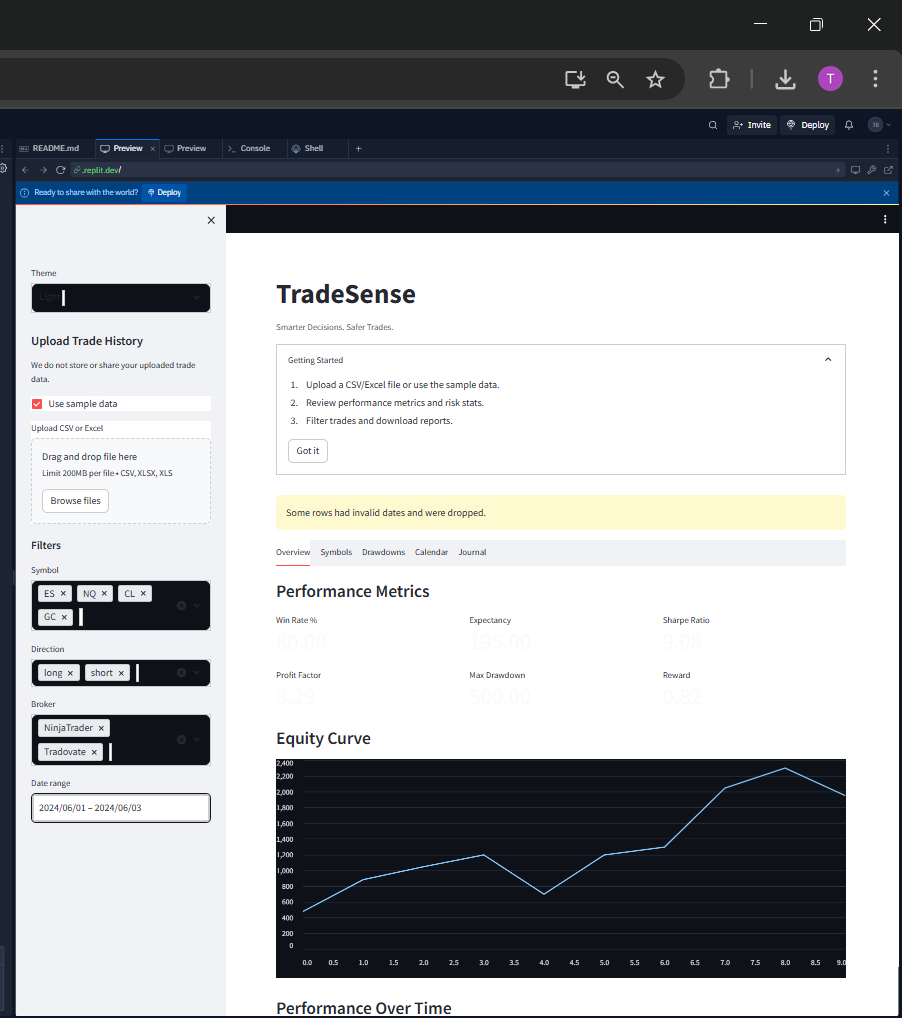 T
Invite
Deploy
TE
README.md
Preview
Preview
Console
Shell
.replit.dev/
Ready to share with the world?
Deploy
Theme
Light
Upload Trade History
We do not store or share your uploaded trade
data.
Use sample data
Upload CSV or Excel
Drag and drop file here
Limit 200MB per file • CSV, XLSX, XLS
Browse files
Filters
Symbol
ES
NQ
CL
GC
Direction
long
short
Broker
NinjaTrader
Tradovate
Date range
2024/06/01 – 2024/06/03
TradeSense
Smarter Decisions. Safer Trades.
Getting Started
1. Upload a CSV/Excel file or use the sample data.
2. Review performance metrics and risk stats.
3. Filter trades and download reports.
Got it
Some rows had invalid dates and were dropped.
Overview Symbols Drawdowns Calendar Journal
Performance Metrics
Win Rate % Expectancy Sharpe Ratio
80.00 195.00 9.08
Profit Factor Max Drawdown Reward
3.29 500.00 0.82
Equity Curve
2,400
2,200
2,000
1,800
1,600
1,400
1,200
1,000
800
600
400
200
0
0.0 0.5 1.0 1.5 2.0 2.5 3.0 3.5 4.0 4.5 5.0 5.5 6.0 6.5 7.0 7.5 8.0 8.5 9.0
Performance Over Time